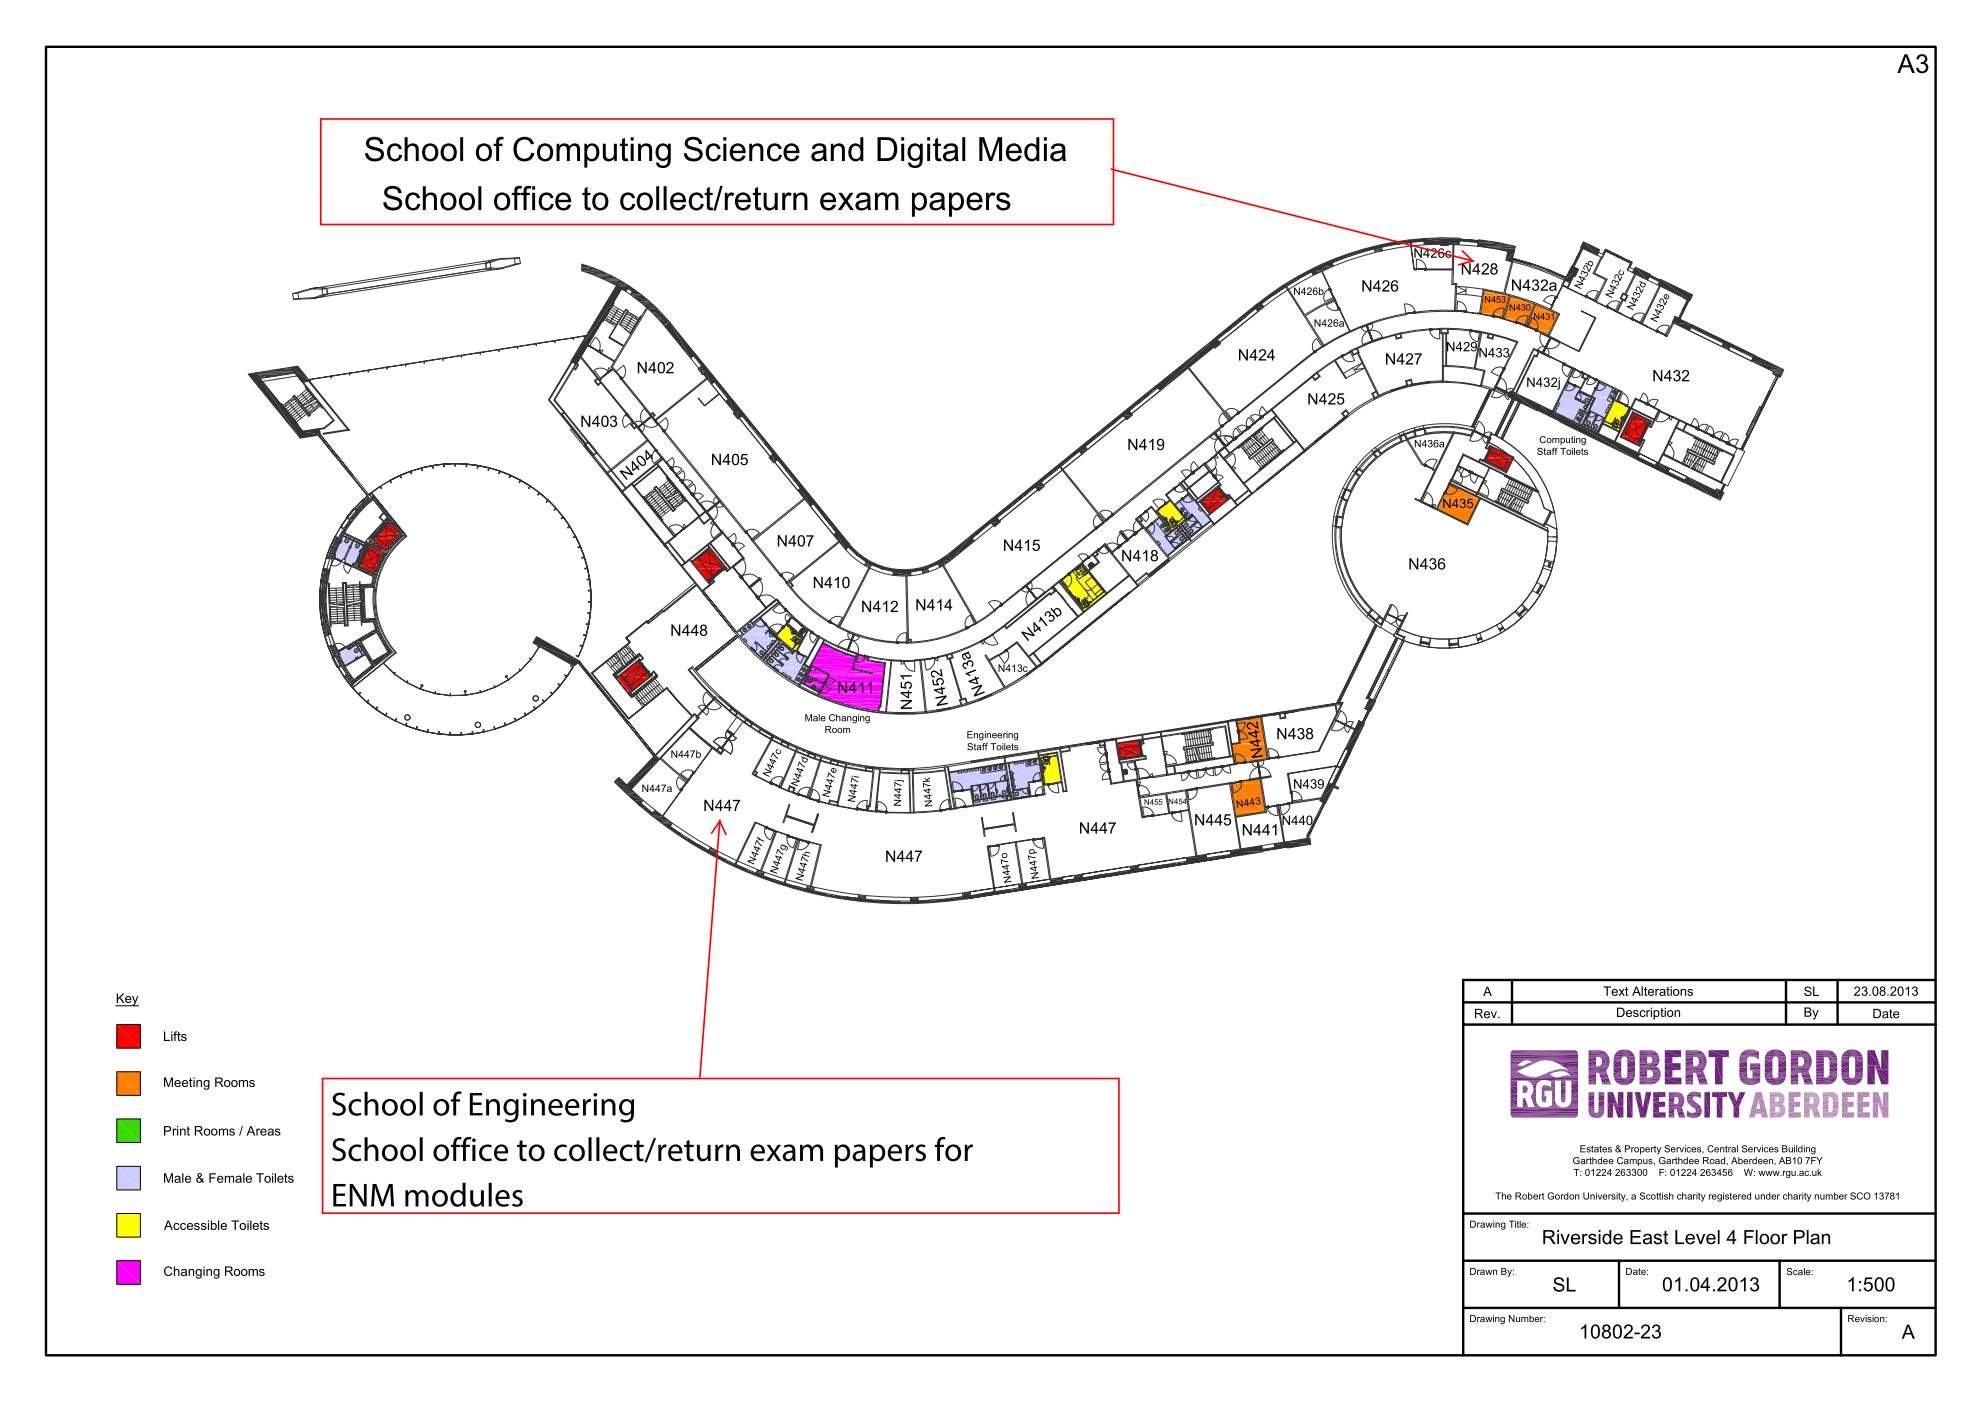 A3
School of Computing Science and Digital Media
School office to collect/return exam papers
N426c
N428
N432a
N432b
N432c
N432d
N432e
N426
N426b
N426a
N453
N430
N431
N402
N424
N427
N429
N433
N432
N432j
N403
N425
N404
N405
N419
N436a
Computing
Staff Toilets
N435
N407
N415
N418
N436
N410
N412
N414
N413b
N448
N411
N451
N452
N413a
N413c
Male Changing
Room
Engineering
Staff Toilets
N442
N438
N447b
N447a
N447c
N447d
N447e
N447i
N447j
N447k
N439
N447
N455
N454
N443
N445
N441
N440
N447
N447f
N447g
N447h
N447
N447o
N447p
Key
Lifts
Meeting Rooms
Print Rooms / Areas
Male & Female Toilets
Accessible Toilets
Changing Rooms
School of Engineering
School office to collect/return exam papers for
ENM modules
A Text Alterations SL 23.08.2013
Rev. Description By Date
RGU
ROBERT GORDON
UNIVERSITY ABERDEEN
Estates & Property Services, Central Services Building
Garthdee Campus, Garthdee Road, Aberdeen, AB10 7FY
T: 01224 263300 F: 01224 263456 W: www.rgu.ac.uk
The Robert Gordon University, a Scottish charity registered under charity number SCO 13781
Drawing Title: Riverside East Level 4 Floor Plan
Drawn By: SL Date: 01.04.2013 Scale: 1:500
Drawing Number: 10802-23 Revision: A